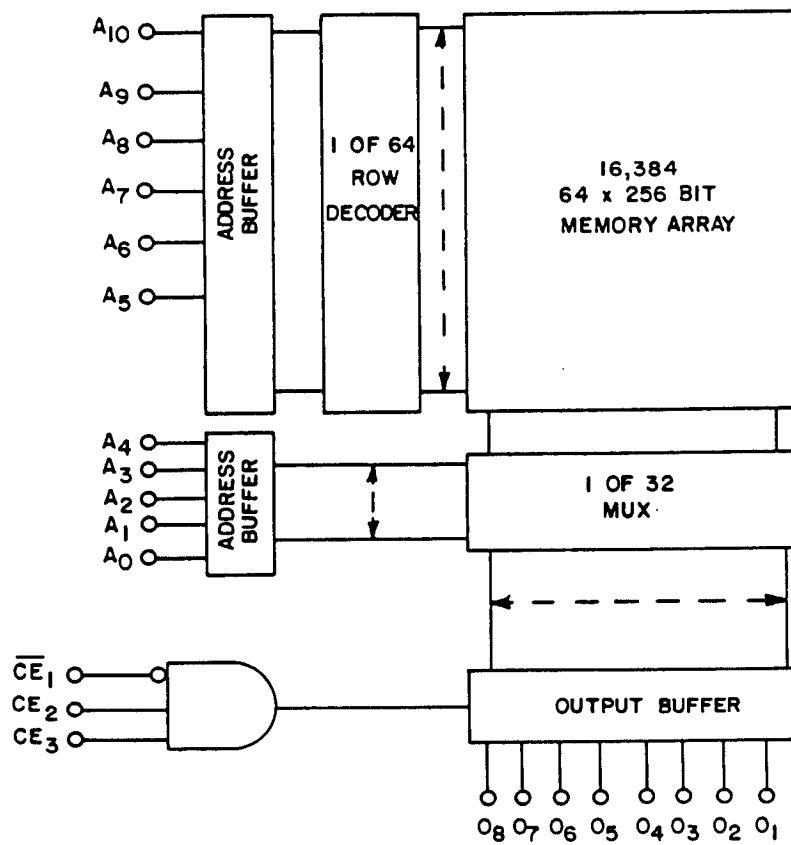 A10
A9
A8
A7
A6
A5
ADDRESS
BUFFER
1 OF 64
ROW
DECODER
16,384
64 x 256 BIT
MEMORY ARRAY
A4
A3
A2
A1
A0
ADDRESS
BUFFER
1 OF 32
MUX
CE1
CE2
CE3
OUTPUT BUFFER
O8 O7 O6 O5 O4 O3 O2 O1